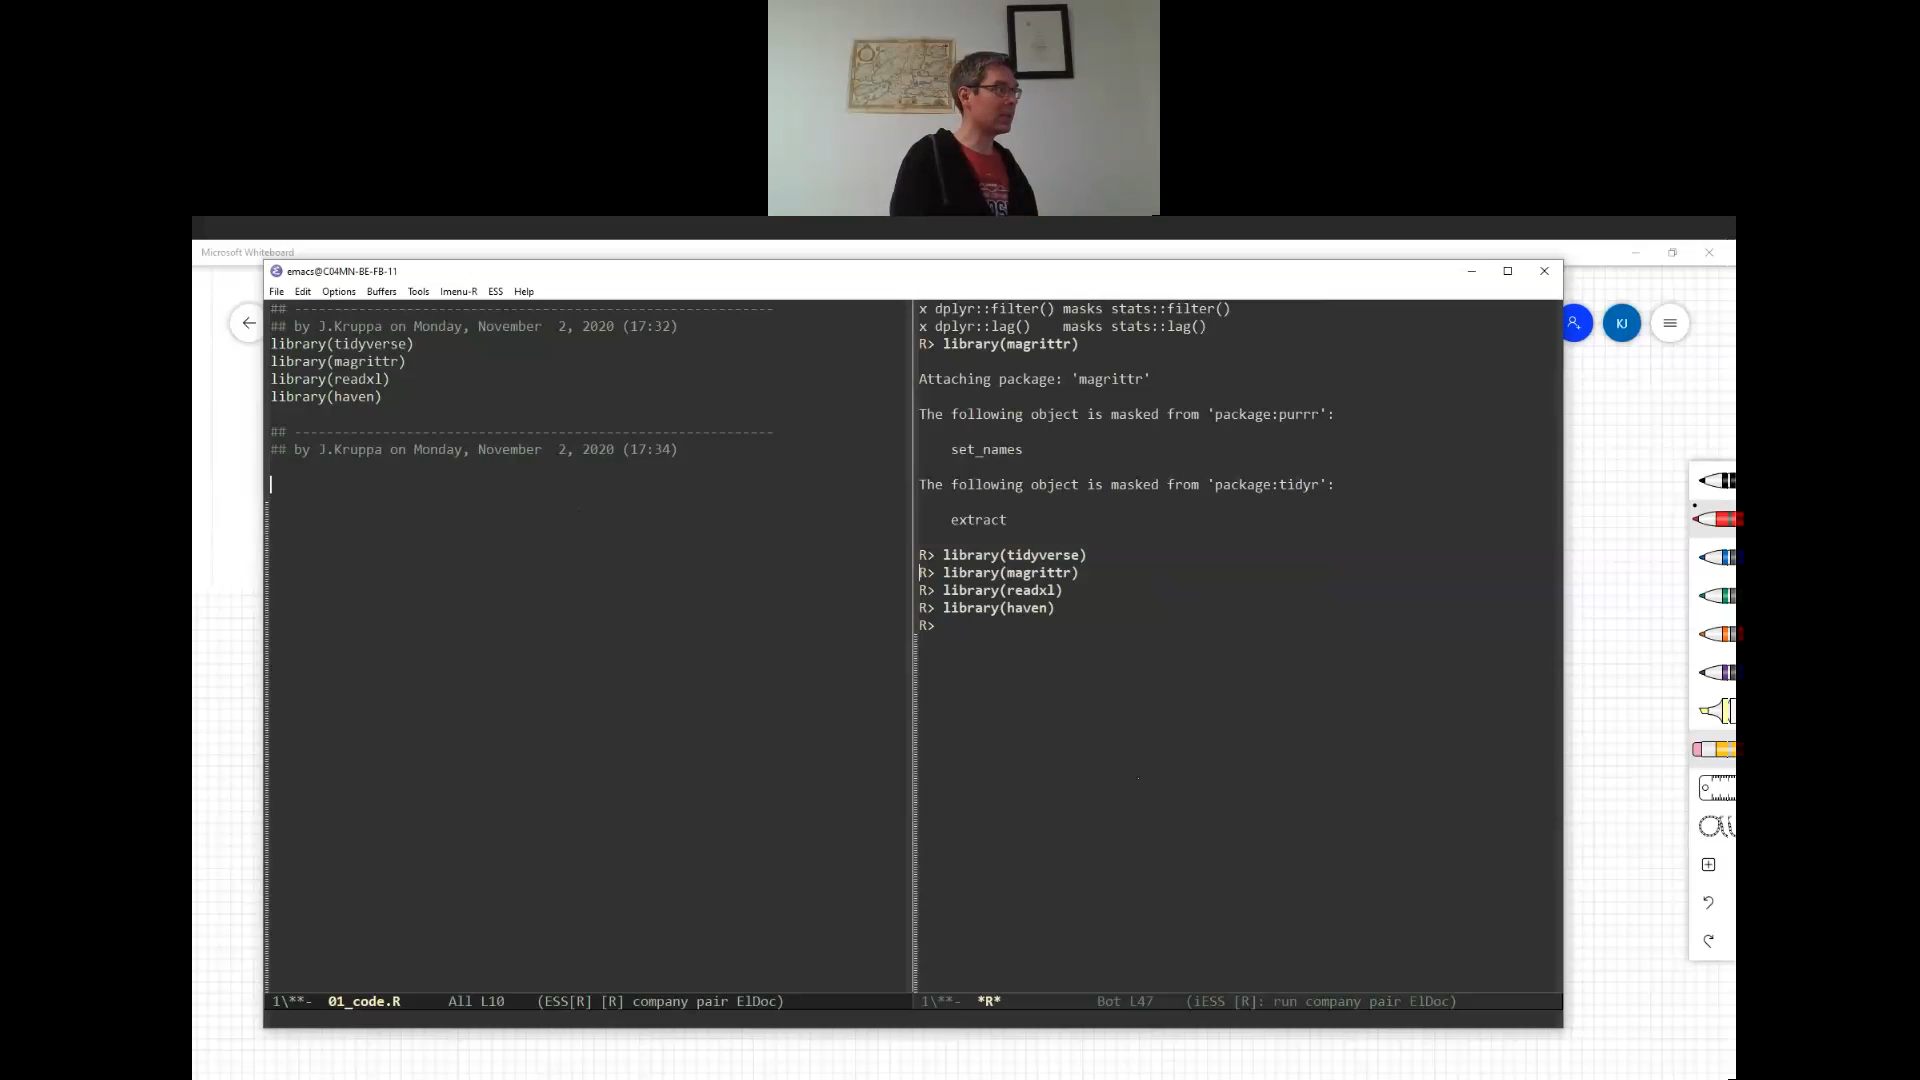 Microsoft Whiteboard
emacs@C04MN-BE-FB-11
File Edit Options Buffers Tools Imenu-R ESS Help
## ------------------------------------------------------------
## by J.Kruppa on Monday, November  2, 2020 (17:32)
library(tidyverse)
library(magrittr)
library(readxl)
library(haven)
## ------------------------------------------------------------
## by J.Kruppa on Monday, November  2, 2020 (17:34)
1\**-  01_code.R      All L10    (ESS[R] [R] company pair ElDoc)
x dplyr::filter() masks stats::filter()
x dplyr::lag()    masks stats::lag()
R> library(magrittr)
Attaching package: 'magrittr'
The following object is masked from 'package:purrr':
    set_names
The following object is masked from 'package:tidyr':
    extract
R> library(tidyverse)
R> library(magrittr)
R> library(readxl)
R> library(haven)
R>
1\**-  *R*            Bot L47    (iESS [R]: run company pair ElDoc)
KJ